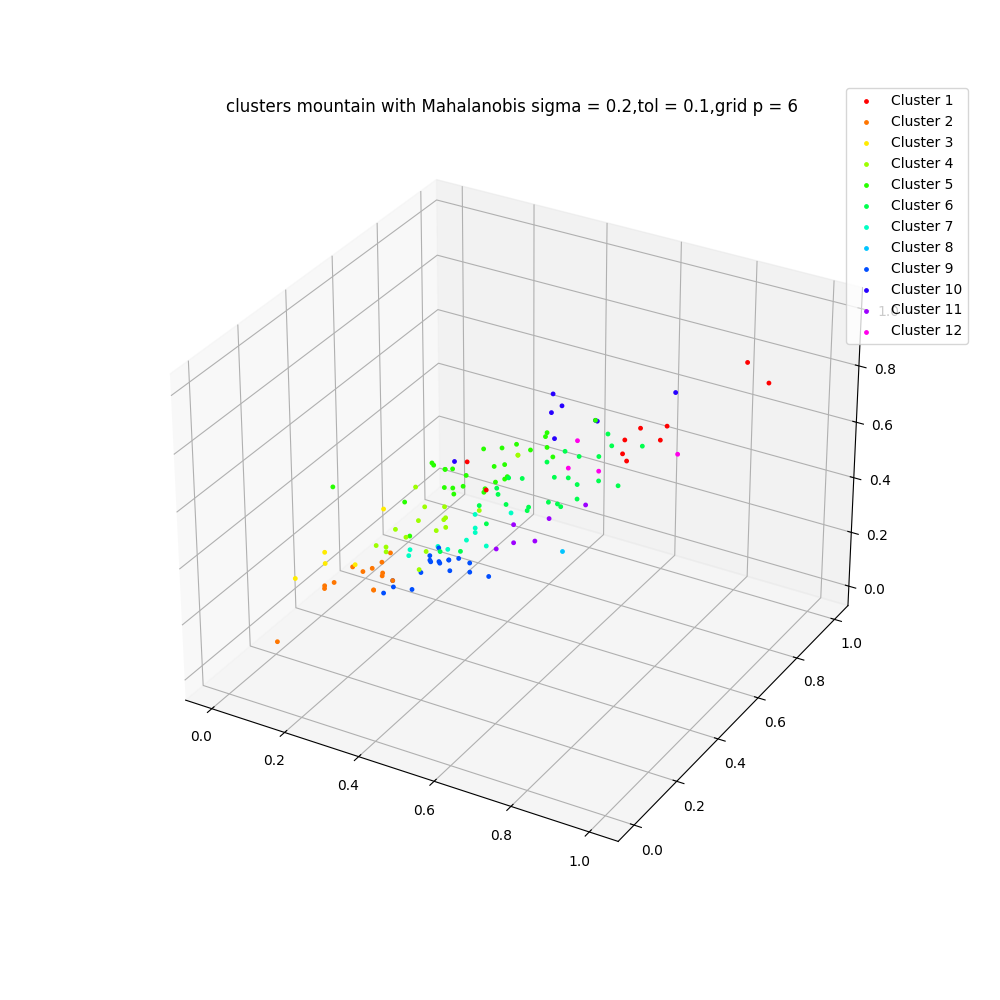 clusters mountain with Mahalanobis sigma = 0.2,tol = 0.1,grid p = 6
Cluster 1
Cluster 2
Cluster 3
Cluster 4
Cluster 5
Cluster 6
Cluster 7
Cluster 8
Cluster 9
Cluster 10
Cluster 11
Cluster 12
0.8
0.6
0.4
0.2
0.0
1.0
0.8
0.6
0.4
0.2
0.0
0.0
0.2
0.4
0.6
0.8
1.0